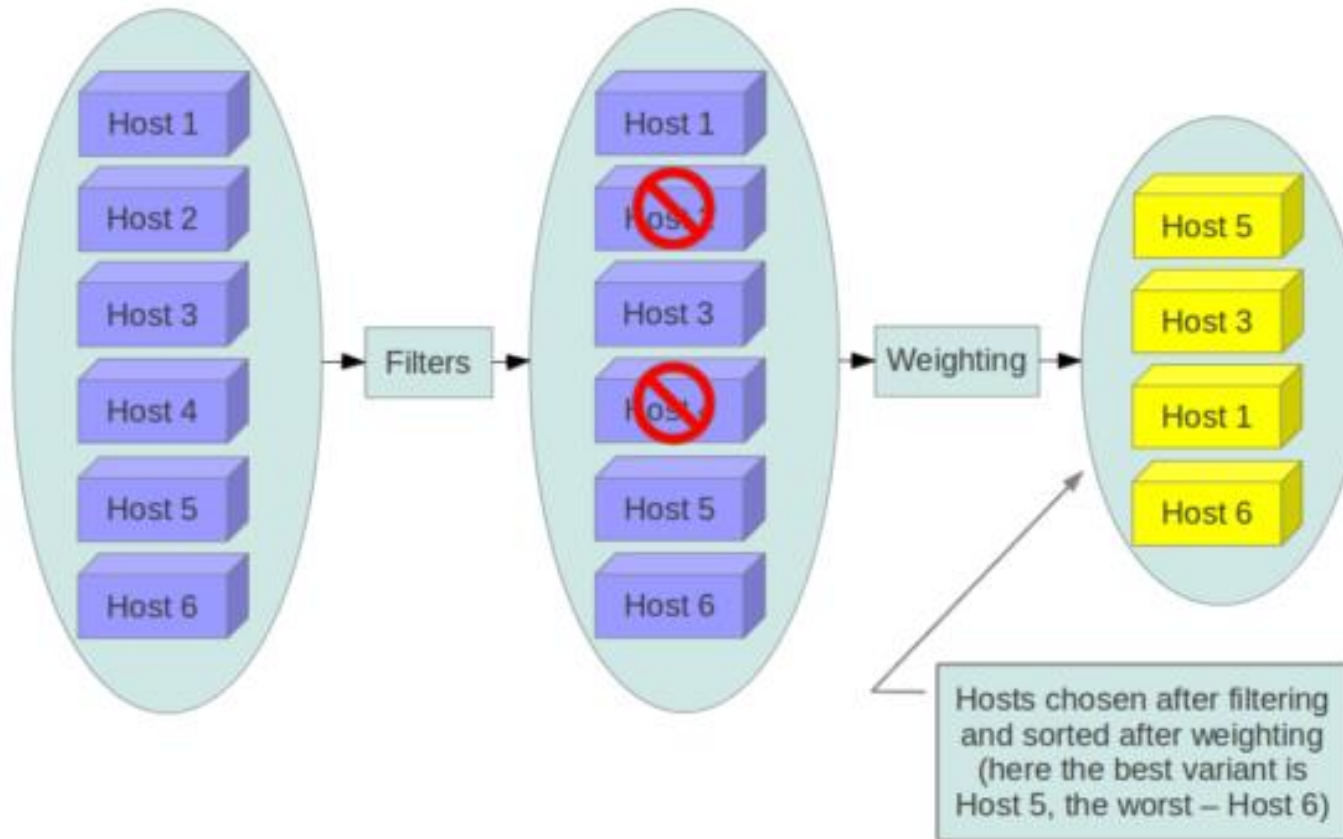 Host 1
Host 2
Host 3
Host 4
Host 5
Host 6
Filters
Host 1
Host
Host 3
Host
Host 5
Host 6
Weighting
Host 5
Host 3
Host 1
Host 6
Hosts chosen after filtering
and sorted after weighting
(here the best variant is
Host 5, the worst – Host 6)